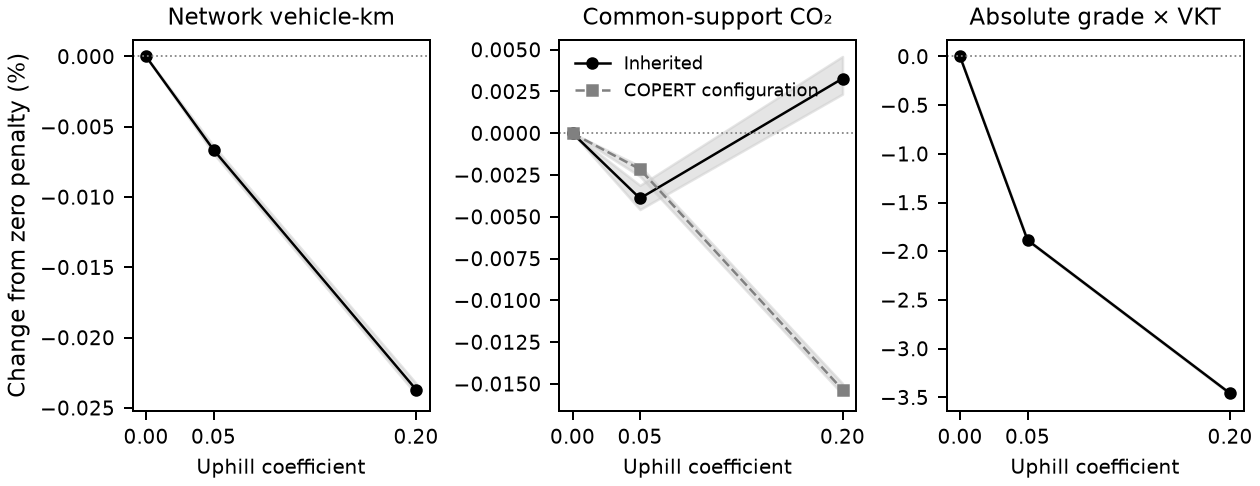 Network vehicle-km
Change from zero penalty (%)
0.000
−0.005
−0.010
−0.015
−0.020
−0.025
0.00 0.05 0.20
Uphill coefficient
Common-support CO₂
Inherited
COPERT configuration
0.0050
0.0025
0.0000
−0.0025
−0.0050
−0.0075
−0.0100
−0.0125
−0.0150
0.00 0.05 0.20
Uphill coefficient
Absolute grade × VKT
0.0
−0.5
−1.0
−1.5
−2.0
−2.5
−3.0
−3.5
0.00 0.05 0.20
Uphill coefficient